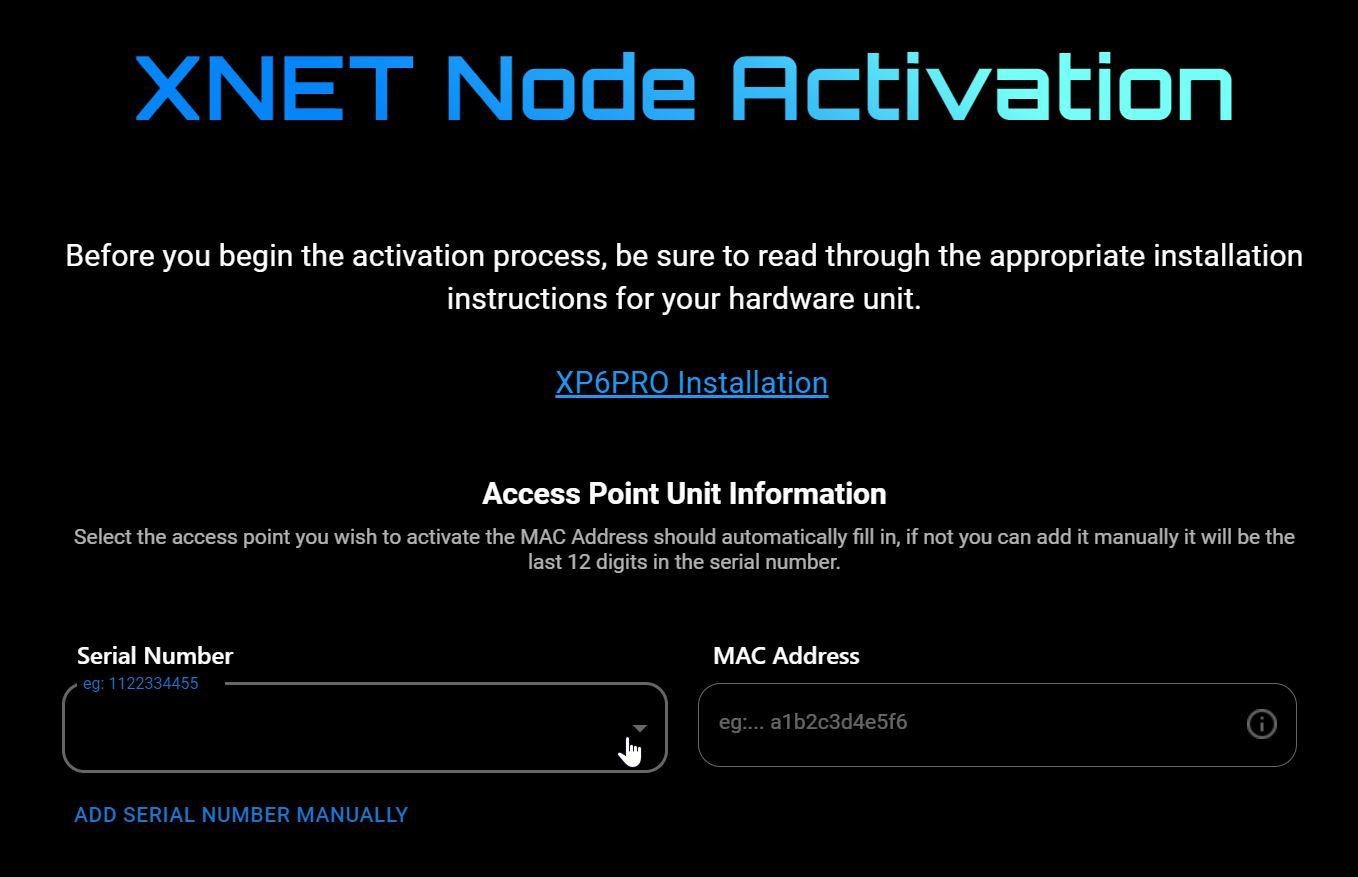 XNET Node Activation
Before you begin the activation process, be sure to read through the appropriate installation
instructions for your hardware unit.
XP6PRO Installation
Access Point Unit Information
Select the access point you wish to activate the MAC Address should automatically fill in, if not you can add it manually it will be the
last 12 digits in the serial number.
Serial Number
MAC Address
eg: 1122334455
eg:... a1b2c3d4e5f6
ADD SERIAL NUMBER MANUALLY